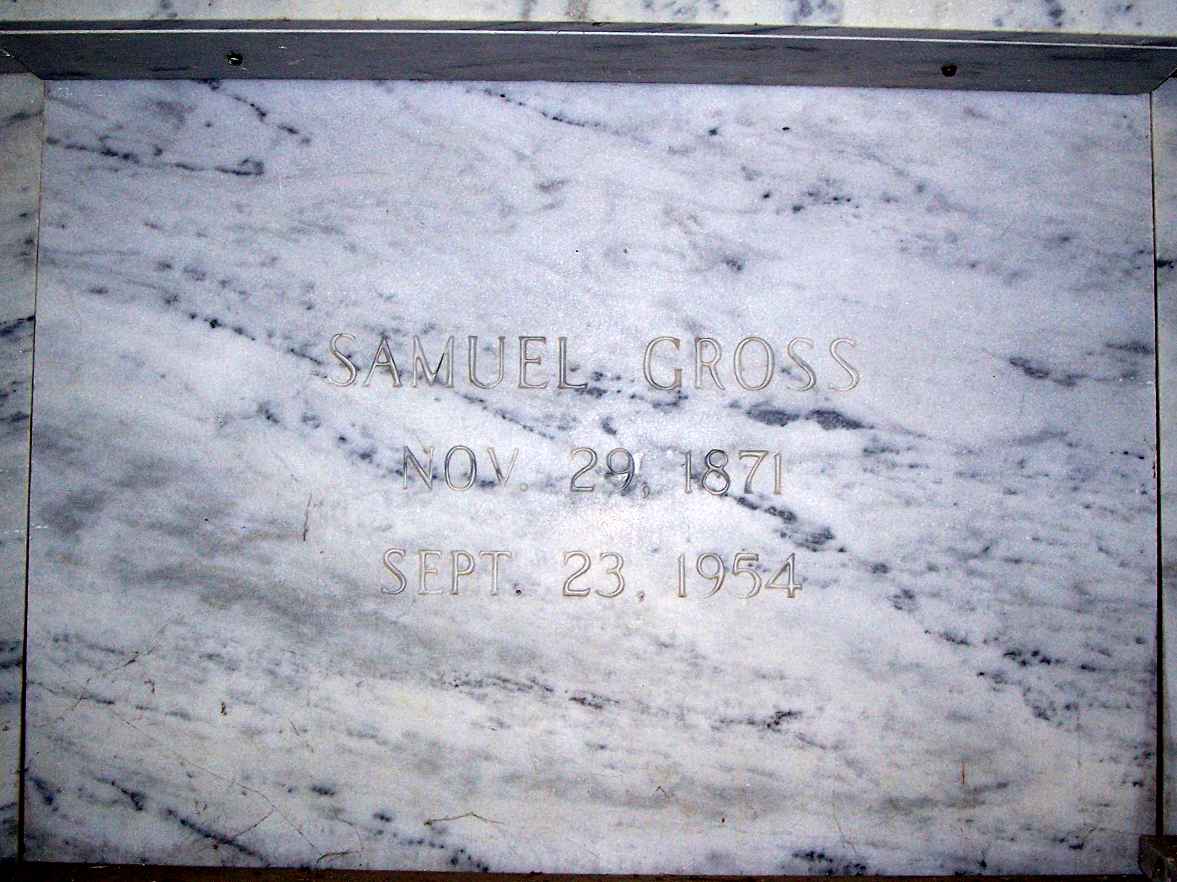 SAMUEL GROSS
NOV. 29, 1871
SEPT. 23, 1954